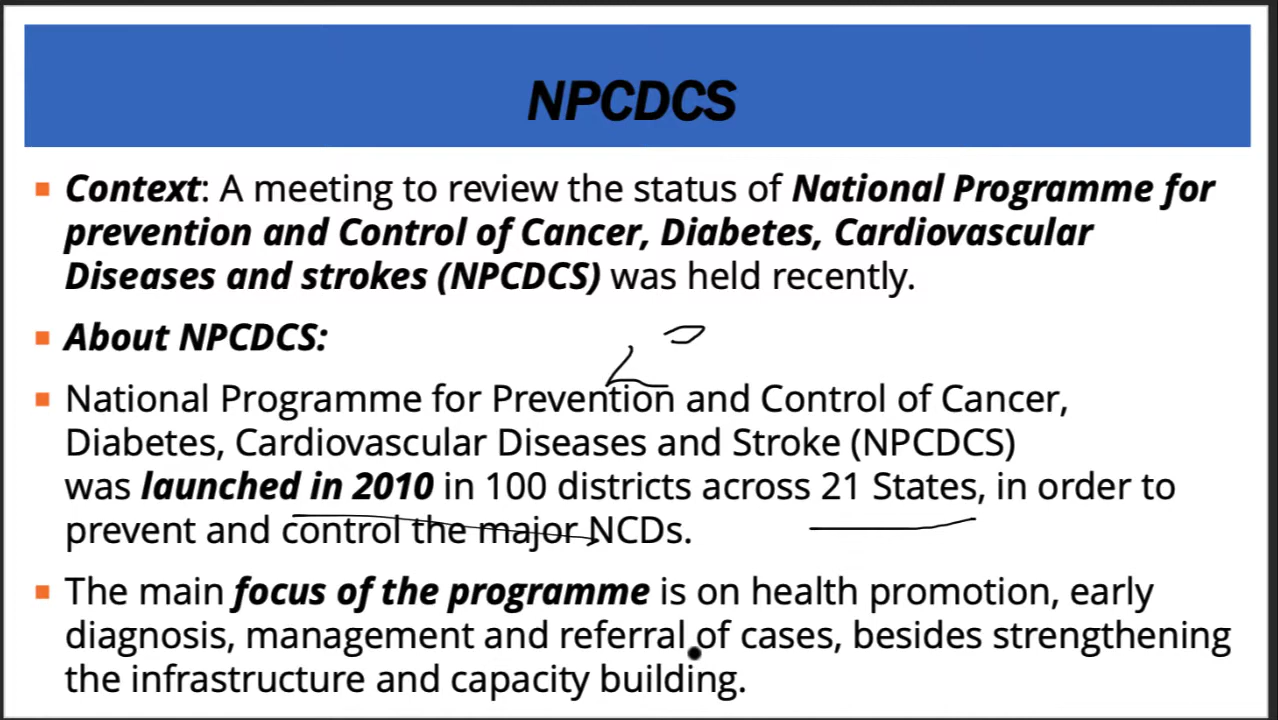 NPCDCS
Context: A meeting to review the status of National Programme for
prevention and Control of Cancer, Diabetes, Cardiovascular
Diseases and strokes (NPCDCS) was held recently.
About NPCDCS:
National Programme for Prevention and Control of Cancer,
Diabetes, Cardiovascular Diseases and Stroke (NPCDCS)
was launched in 2010 in 100 districts across 21 States, in order to
prevent and control the major NCDs.
The main focus of the programme is on health promotion, early
diagnosis, management and referral of cases, besides strengthening
the infrastructure and capacity building.